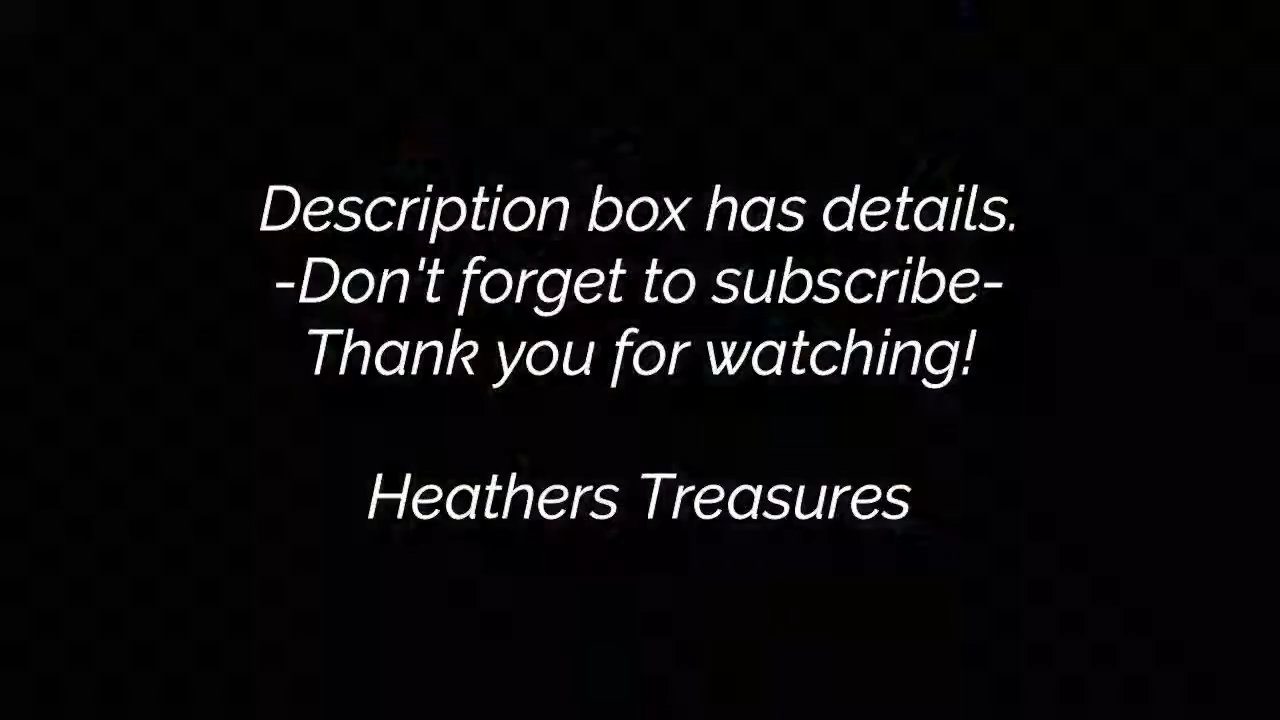 Description box has details.
-Don't forget to subscribe-
Thank you for watching!
Heathers Treasures